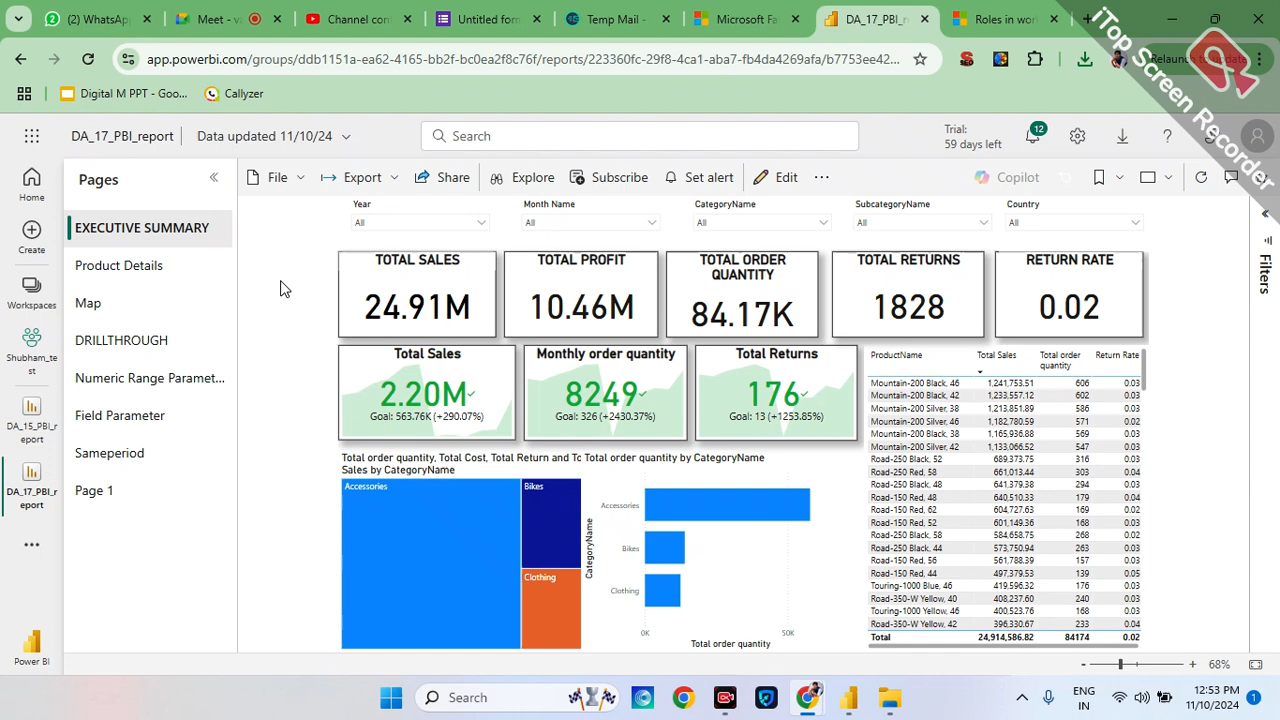 (2) WhatsApp
Meet - va
Channel con
Untitled for
Temp Mail -
Microsoft Fa
DA_17_PBI_re
Roles in wor
iTop Screen Recorder
app.powerbi.com/groups/ddb1151a-ea62-4165-bb2f-bc0ea2f8c76f/reports/223360fc-29f8-4ca1-aba7-fb4da4269afa/b7753ee42...
Relaunch to update
Digital M PPT - Goo...
Callyzer
DA_17_PBI_report
Data updated 11/10/24
Search
Trial:
59 days left
12
Home
Create
Workspaces
Shubham_te
st
DA_15_PBI_r
eport
DA_17_PBI_r
eport
Power BI
Pages
EXECUTIVE SUMMARY
Product Details
Map
DRILLTHROUGH
Numeric Range Paramet...
Field Parameter
Sameperiod
Page 1
File
Export
Share
Explore
Subscribe
Set alert
Edit
Copilot
Filters
Year
All
Month Name
All
CategoryName
All
SubcategoryName
All
Country
All
TOTAL SALES
24.91M
TOTAL PROFIT
10.46M
TOTAL ORDER
QUANTITY
84.17K
TOTAL RETURNS
1828
RETURN RATE
0.02
Total Sales
2.20M
Goal: 563.76K (+290.07%)
Monthly order quantity
8249
Goal: 326 (+2430.37%)
Total Returns
176
Goal: 13 (+1253.85%)
Total order quantity, Total Cost, Total Return and Tc
Sales by CategoryName
Accessories
Bikes
Clothing
Total order quantity by CategoryName
CategoryName
Accessories
Bikes
Clothing
0K 50K
Total order quantity
ProductName Total Sales Total order quantity Return Rate
Mountain-200 Black, 46 1,241,753.51 606 0.03
Mountain-200 Black, 42 1,233,557.12 602 0.03
Mountain-200 Silver, 38 1,213,851.89 586 0.03
Mountain-200 Silver, 46 1,182,780.59 571 0.02
Mountain-200 Black, 38 1,165,936.88 569 0.03
Mountain-200 Silver, 42 1,133,066.52 547 0.03
Road-250 Black, 52 689,373.25 316 0.03
Road-250 Red, 58 661,013.44 303 0.04
Road-250 Black, 48 641,379.38 294 0.03
Road-150 Red, 48 640,510.33 179 0.04
Road-150 Red, 62 604,727.63 169 0.02
Road-150 Red, 52 601,149.36 168 0.03
Road-250 Black, 58 584,658.75 268 0.02
Road-250 Black, 44 573,750.94 263 0.03
Road-150 Red, 56 561,788.39 157 0.03
Road-150 Red, 44 497,379.53 139 0.05
Touring-1000 Blue, 46 419,596.32 176 0.03
Road-350-W Yellow, 40 408,237.60 240 0.03
Touring-1000 Yellow, 46 400,523.76 168 0.03
Road-350-W Yellow, 42 396,330.67 233 0.04
Total 24,914,586.82 84174 0.02
68%
Search
ENG
IN
12:53 PM
11/10/2024
1